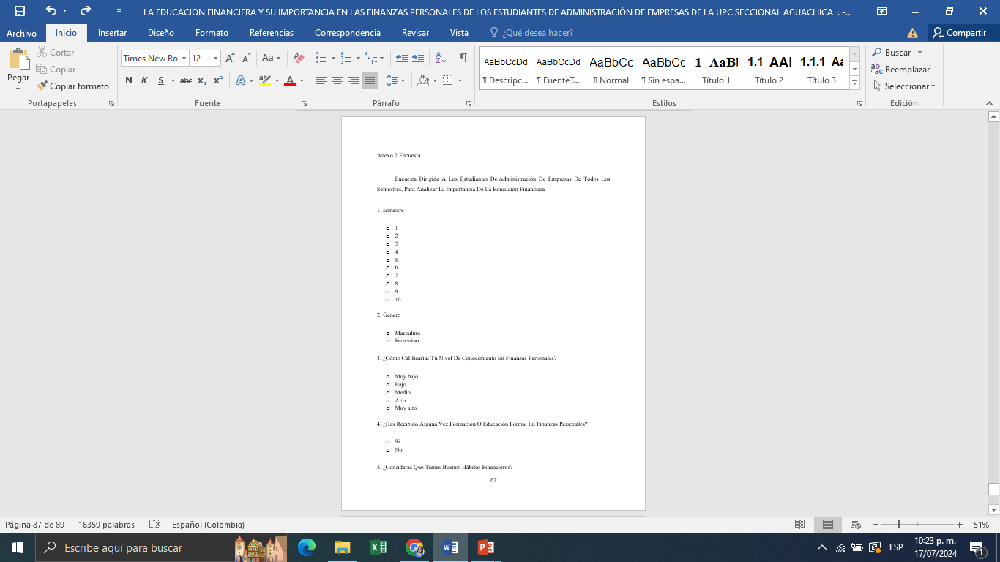 LA EDUCACION FINANCIERA Y SU IMPORTANCIA EN LAS FINANZAS PERSONALES DE LOS ESTUDIANTES DE ADMINISTRACIÓN DE EMPRESAS DE LA UPC SECCIONAL AGUACHICA . -...
Archivo Inicio Insertar Diseño Formato Referencias Correspondencia Revisar Vista ¿Qué desea hacer? Compartir
Pegar
Cortar
Copiar
Copiar formato
Portapapeles
Times New Ro 12
N K S abc x₂ x²
Fuente
Párrafo
AaBbCcDd AaBbCcDd AaBbCc AaBbCc 1 AaBl 1.1 AAI 1.1.1 Aa
¶ Descripc... ¶ FuenteT... ¶ Normal ¶ Sin espa... Título 1 Título 2 Título 3
Estilos
Buscar
Reemplazar
Seleccionar
Edición
Anexo 2 Encuesta
Encuesta Dirigida A Los Estudiantes De Administración De Empresas De Todos Los
Semestres, Para Analizar La Importancia De La Educación Financiera
1. semestre
1
2
3
4
5
6
7
8
9
10
2. Genero
Masculino
Femenino
3. ¿Cómo Calificarías Tu Nivel De Conocimiento En Finanzas Personales?
Muy bajo
Bajo
Medio
Alto
Muy alto
4. ¿Has Recibido Alguna Vez Formación O Educación Formal En Finanzas Personales?
Si
No
5. ¿Consideras Que Tienes Buenos Hábitos Financieros?
87
Página 87 de 89 16359 palabras Español (Colombia) 51%
Escribe aquí para buscar
ESP
10:23 p. m.
17/07/2024
1